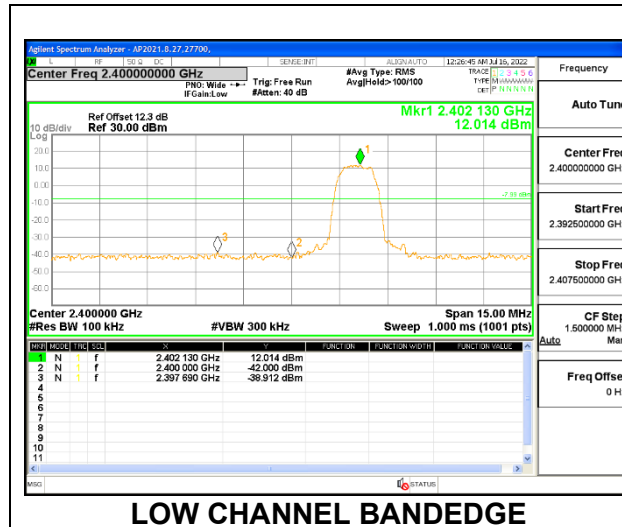 Agilent Spectrum Analyzer - AP2021.8.27,27700,
L RF 50 Ω DC SENSE:INT ALIGNAUTO 12:26:45 AM Jul 16, 2022
Center Freq 2.400000000 GHz
PNO: Wide
IFGain:Low
Trig: Free Run
#Atten: 40 dB
#Avg Type: RMS
Avg|Hold:>100/100
TRACE 1 2 3 4 5 6
TYPE M
DET P N N N N N
Frequency
Mkr1 2.402 130 GHz
12.014 dBm
Ref Offset 12.3 dB
Ref 30.00 dBm
10 dB/div
Log
20.0
10.0
0.00
-10.0
-20.0
-30.0
-40.0
-50.0
-60.0
1
2
3
Center 2.400000 GHz
Span 15.00 MHz
#Res BW 100 kHz
#VBW 300 kHz
Sweep 1.000 ms (1001 pts)
MKR MODE TRC SCL X Y FUNCTION FUNCTION WIDTH FUNCTION VALUE
1 N 1 f 2.402 130 GHz 12.014 dBm
2 N 1 f 2.400 000 GHz -42.000 dBm
3 N 1 f 2.397 690 GHz -38.912 dBm
4
5
6
7
8
9
10
11
MSG
STATUS
Auto Tune
Center Freq
2.400000000 GH
Start Freq
2.392500000 GH
Stop Freq
2.407500000 GH
CF Step
1.500000 MH
Auto Man
Freq Offse
0 H
LOW CHANNEL BANDEDGE